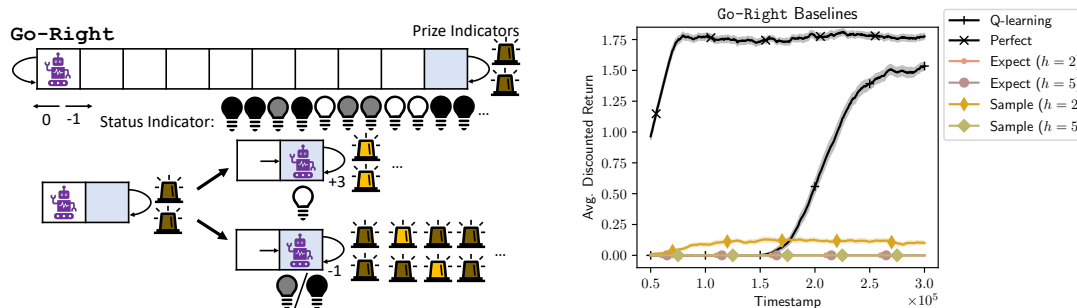 Go-Right
Prize Indicators
0 -1
Status Indicator:
...
+3
...
-1
...
Go-Right Baselines
Avg. Discounted Return
1.75
1.50
1.25
1.00
0.75
0.50
0.25
0.00
0.5 1.0 1.5 2.0 2.5 3.0
×10⁵
Timestamp
Q-learning
Perfect
Expect (h = 2)
Expect (h = 5)
Sample (h = 2
Sample (h = 5